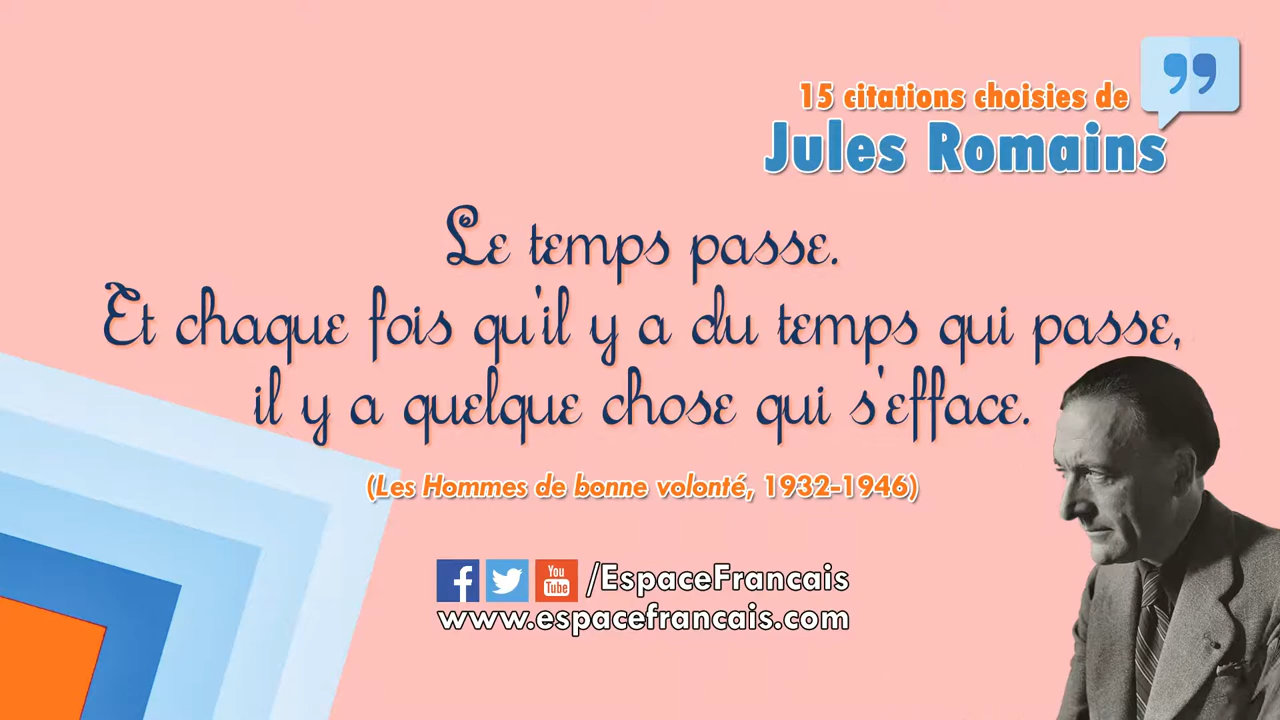 15 citations choisies de
Jules Romains
Le temps passe.
Et chaque fois qu'il y a du temps qui passe,
il y a quelque chose qui s'efface.
(Les Hommes de bonne volonté, 1932-1946)
You
Tube
/EspaceFrancais
www.espacefrancais.com